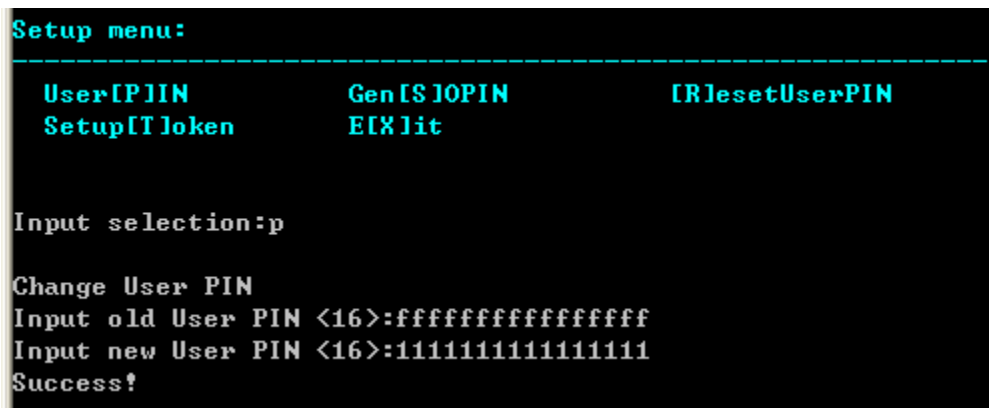 Setup menu:
--------------------------------------------------------------
User[P]IN Gen[S]OPIN [R]esetUserPIN
Setup[T]oken E[X]it
Input selection:p
Change User PIN
Input old User PIN <16>:ffffffffffffffff
Input new User PIN <16>:1111111111111111
Success!